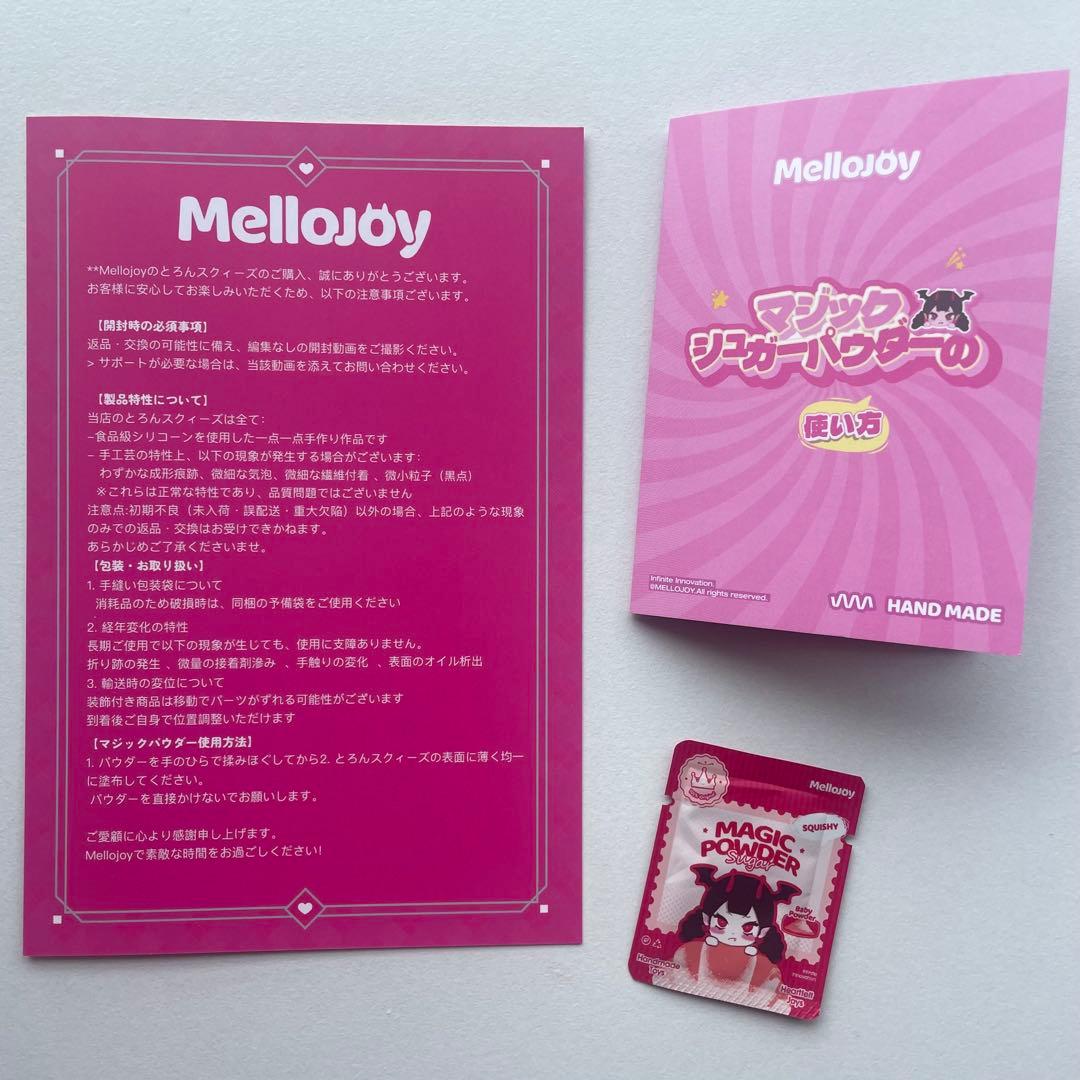 Mellojoy
**Mellojoyのとろんスクィーズのご購入、誠にありがとうございます。
お客様に安心してお楽しみいただくため、以下の注意事項ございます。
【開封時の必須事項】
返品・交換の可能性に備え、編集なしの開封動画をご撮影ください。
> サポートが必要な場合は、当該動画を添えてお問い合わせください。
【製品特性について】
当店のとろんスクィーズは全て:
–食品級シリコーンを使用した一点一点手作り作品です
– 手工芸の特性上、以下の現象が発生する場合がございます:
わずかな成形痕跡、微細な気泡、微細な繊維付着 、微小粒子（黒点）
※これらは正常な特性であり、品質問題ではございません
注意点:初期不良（未入荷・誤配送・重大欠陥）以外の場合、上記のような現象
のみでの返品・交換はお受けできかねます。
あらかじめご了承くださいませ。
【包装・お取り扱い】
1. 手縫い包装袋について
消耗品のため破損時は、同梱の予備袋をご使用ください
2. 経年変化の特性
長期ご使用で以下の現象が生じても、使用に支障ありません。
折り跡の発生 、微量の接着剤滲み 、手触りの変化 、表面のオイル析出
3. 輸送時の変位について
装飾付き商品は移動でパーツがずれる可能性がございます
到着後ご自身で位置調整いただけます
【マジックパウダー使用方法】
1. パウダーを手のひらで揉みほぐしてから2. とろんスクィーズの表面に薄く均一
に塗布してください。
パウダーを直接かけないでお願いします。
ご愛顧に心より感謝申し上げます。
Mellojoyで素敵な時間をお過ごしください!
Mellojoy
マジック
シュガーパウダーの
使い方
Infinite Innovation.
@MELLOJOY.All rights reserved.
HAND MADE
Mellojoy
SQUISHY
MAGIC
POWDER
Sugar
Baby
Powder
Infinite
Innovation
Handmade
Toys
Heartfelt
Joys